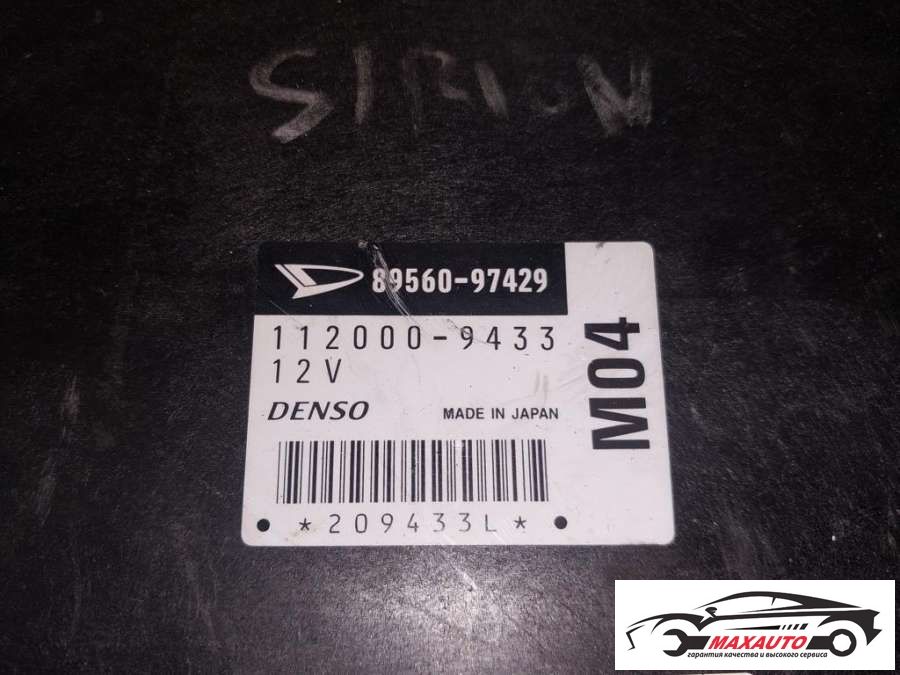 SIRION
89560-97429
112000-9433
12V
DENSO MADE IN JAPAN
M04
*209433L*
MAXAUTO
гарантия качества и высокого сервиса